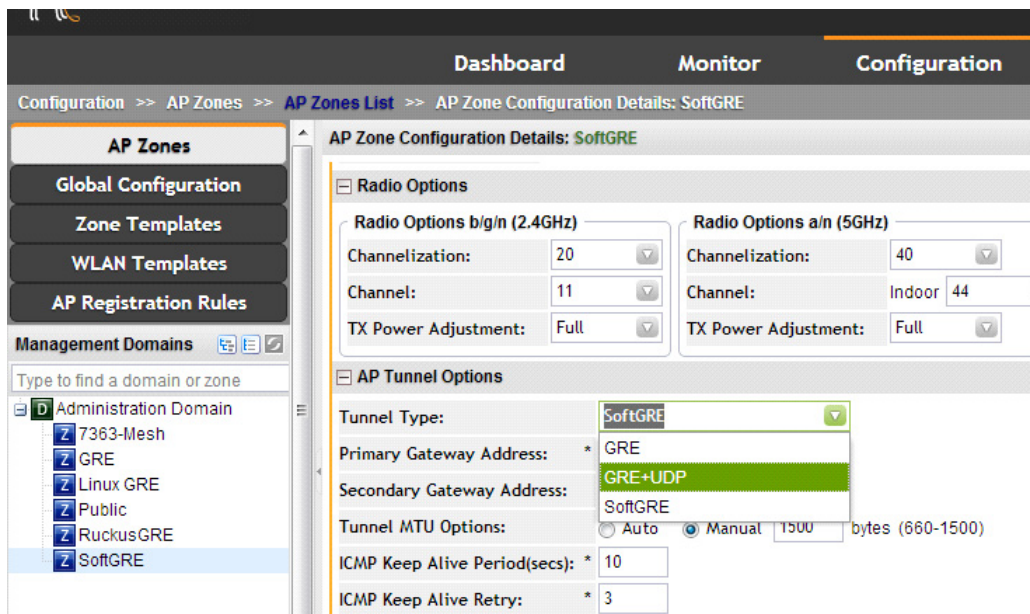 Dashboard Monitor Configuration
Configuration >> AP Zones >> AP Zones List >> AP Zone Configuration Details: SoftGRE
AP Zones
Global Configuration
Zone Templates
WLAN Templates
AP Registration Rules
Management Domains
Type to find a domain or zone
D Administration Domain
Z 7363-Mesh
Z GRE
Z Linux GRE
Z Public
Z RuckusGRE
Z SoftGRE
AP Zone Configuration Details: SoftGRE
Radio Options
Radio Options b/g/n (2.4GHz)
Channelization: 20
Channel: 11
TX Power Adjustment: Full
Radio Options a/n (5GHz)
Channelization: 40
Channel: Indoor 44
TX Power Adjustment: Full
AP Tunnel Options
Tunnel Type: SoftGRE
GRE
GRE+UDP
SoftGRE
Primary Gateway Address: *
Secondary Gateway Address:
Tunnel MTU Options: Auto Manual 1500 bytes (660-1500)
ICMP Keep Alive Period(secs): * 10
ICMP Keep Alive Retry: * 3